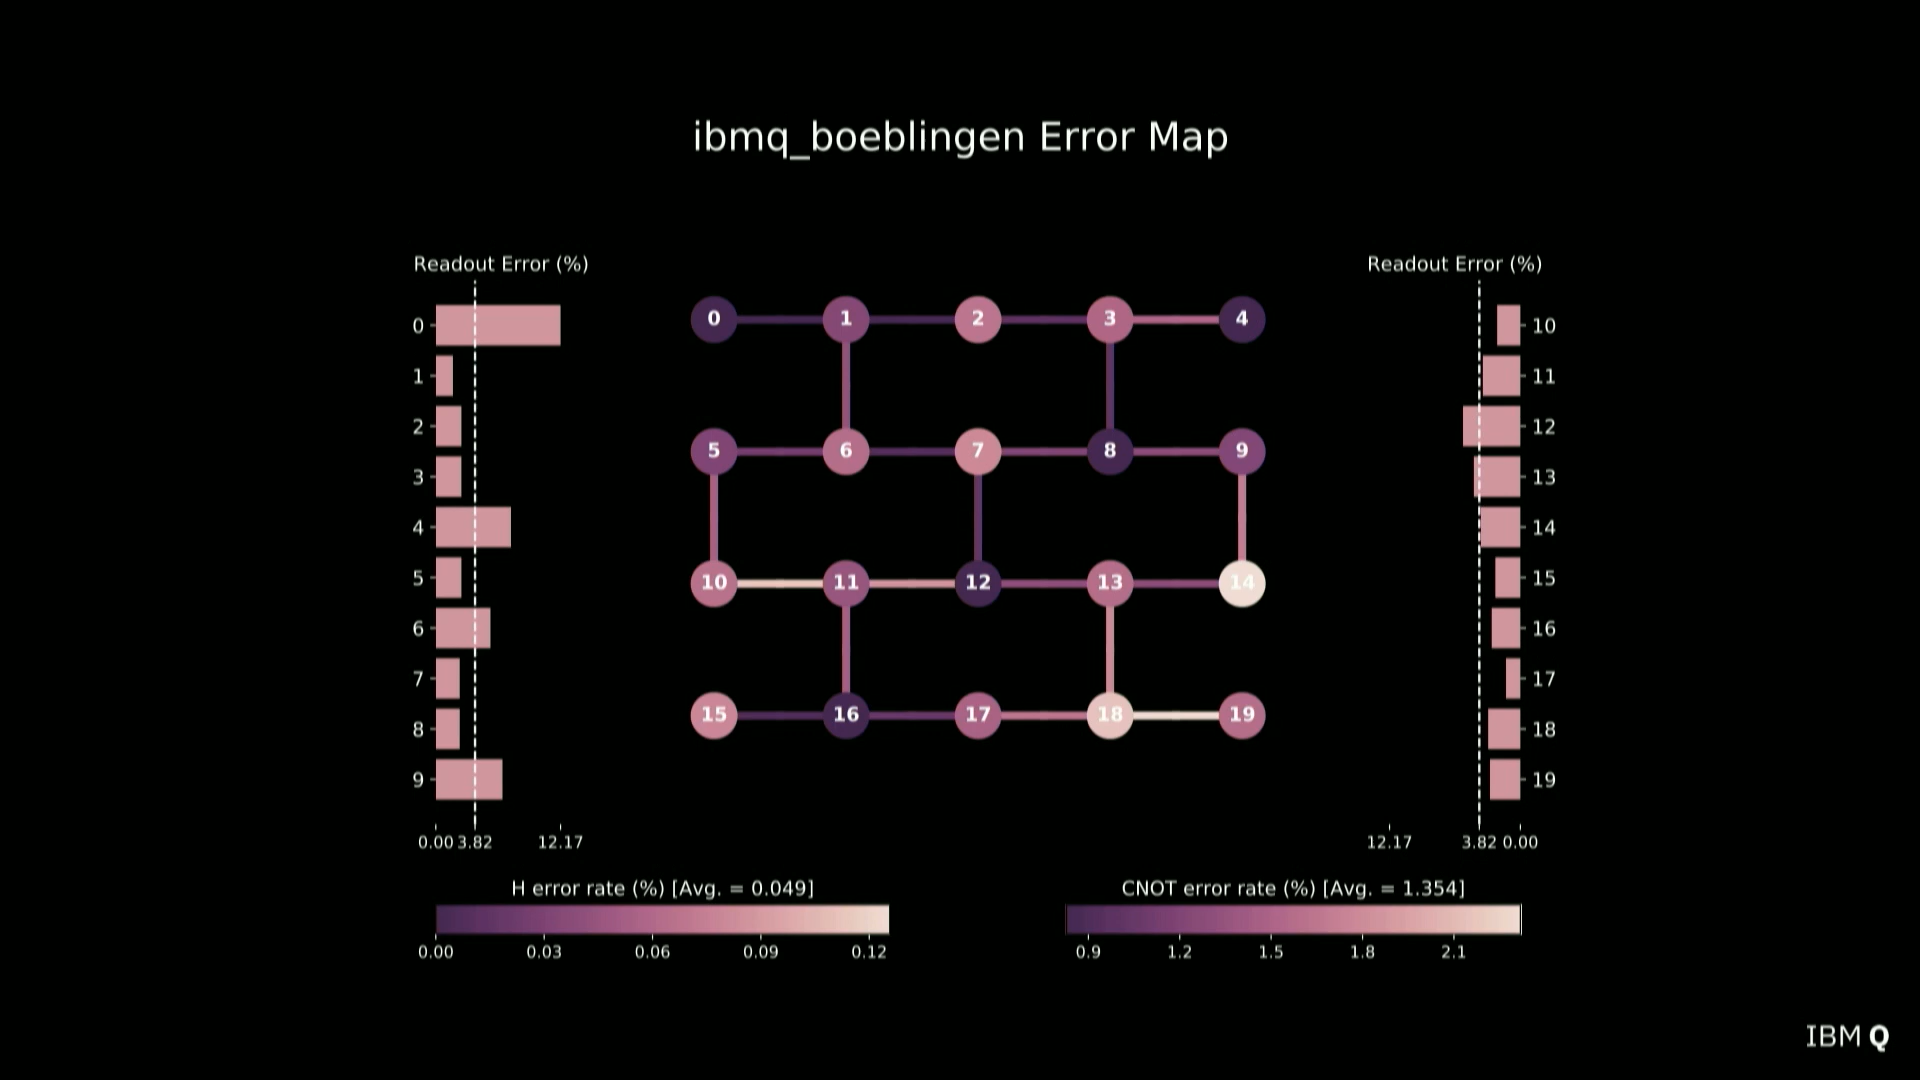 ibmq_boeblingen Error Map
Readout Error (%)
Readout Error (%)
0 1 2 3 4
0
1
2
3
4
5
6
7
8
9
10
11
12
13
14
15
16
17
18
19
5 6 7 8 9
10 11 12 13 14
15 16 17 18 19
0.00 3.82 12.17
12.17 3.82 0.00
H error rate (%) [Avg. = 0.049]
0.00 0.03 0.06 0.09 0.12
CNOT error rate (%) [Avg. = 1.354]
0.9 1.2 1.5 1.8 2.1
IBM Q